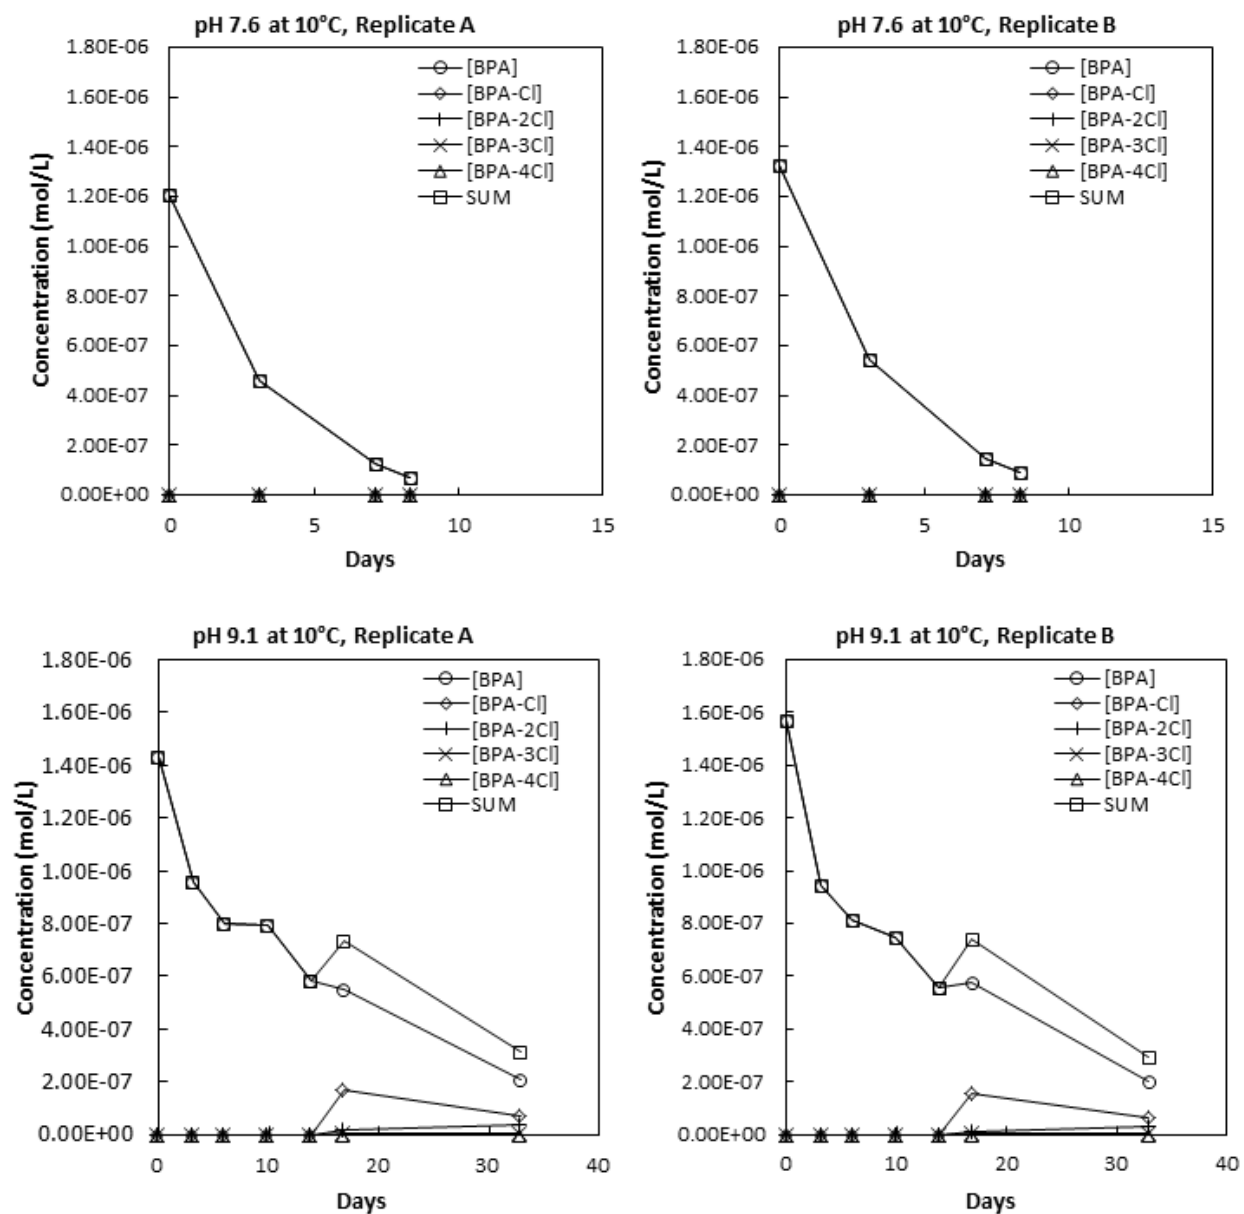 pH 7.6 at 10°C, Replicate A
1.80E-06
1.60E-06
1.40E-06
1.20E-06
1.00E-06
8.00E-07
6.00E-07
4.00E-07
2.00E-07
0.00E+00
Concentration (mol/L)
[BPA]
[BPA-Cl]
[BPA-2Cl]
[BPA-3Cl]
[BPA-4Cl]
SUM
0 5 10 15
Days
pH 7.6 at 10°C, Replicate B
1.80E-06
1.60E-06
1.40E-06
1.20E-06
1.00E-06
8.00E-07
6.00E-07
4.00E-07
2.00E-07
0.00E+00
Concentration (mol/L)
[BPA]
[BPA-Cl]
[BPA-2Cl]
[BPA-3Cl]
[BPA-4Cl]
SUM
0 5 10 15
Days
pH 9.1 at 10°C, Replicate A
1.80E-06
1.60E-06
1.40E-06
1.20E-06
1.00E-06
8.00E-07
6.00E-07
4.00E-07
2.00E-07
0.00E+00
Concentration (mol/L)
[BPA]
[BPA-Cl]
[BPA-2Cl]
[BPA-3Cl]
[BPA-4Cl]
SUM
0 10 20 30 40
Days
pH 9.1 at 10°C, Replicate B
1.80E-06
1.60E-06
1.40E-06
1.20E-06
1.00E-06
8.00E-07
6.00E-07
4.00E-07
2.00E-07
0.00E+00
Concentration (mol/L)
[BPA]
[BPA-Cl]
[BPA-2Cl]
[BPA-3Cl]
[BPA-4Cl]
SUM
0 10 20 30 40
Days